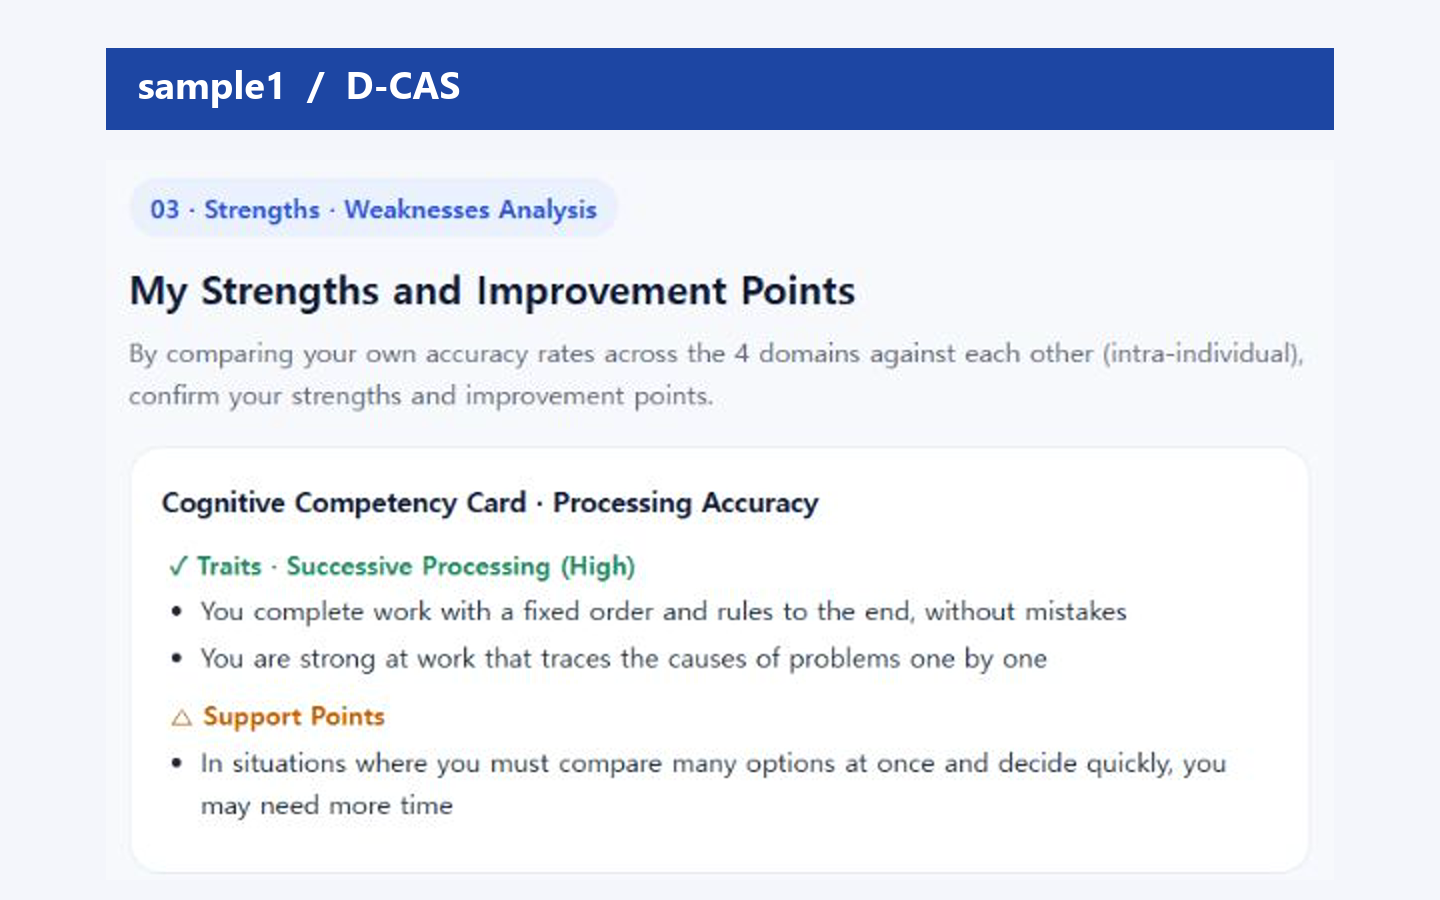 sample1 / D-CAS
03 · Strengths · Weaknesses Analysis
My Strengths and Improvement Points
By comparing your own accuracy rates across the 4 domains against each other (intra-individual),
confirm your strengths and improvement points.
Cognitive Competency Card · Processing Accuracy
✓ Traits · Successive Processing (High)
• You complete work with a fixed order and rules to the end, without mistakes
• You are strong at work that traces the causes of problems one by one
△ Support Points
• In situations where you must compare many options at once and decide quickly, you
may need more time